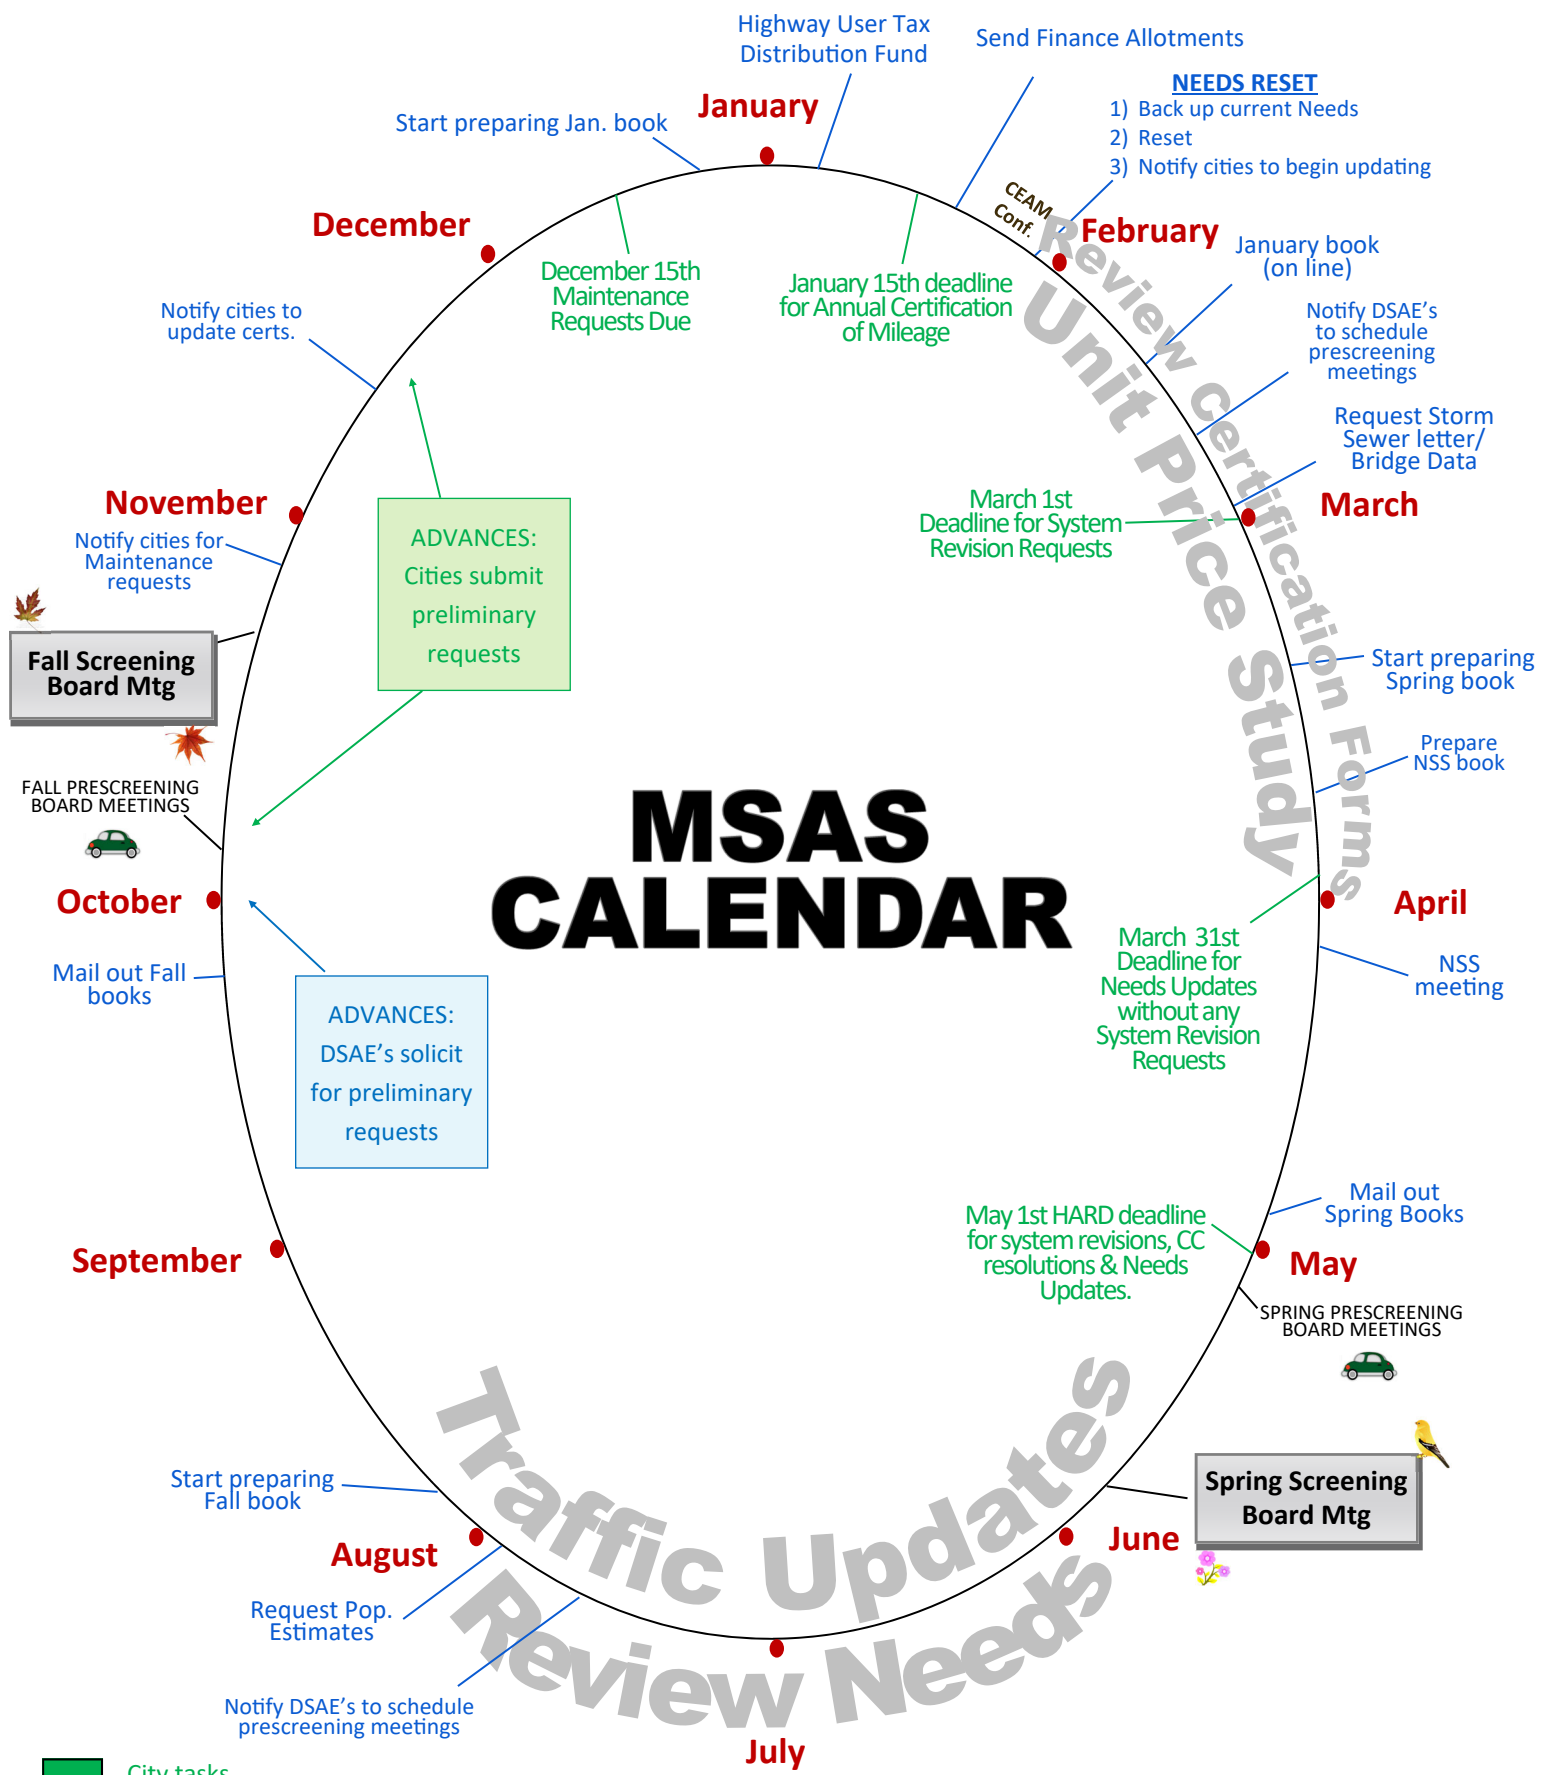 Highway User Tax
Distribution Fund
Send Finance Allotments
NEEDS RESET
1) Back up current Needs
2) Reset
3) Notify cities to begin updating
January
Start preparing Jan. book
CEAM
Conf.
February
December
December 15th
Maintenance
Requests Due
January 15th deadline
for Annual Certification
of Mileage
January book
(on line)
Review Certification Forms
Unit Price Study
Notify DSAE's
to schedule
prescreening
meetings
Notify cities to
update certs.
Request Storm
Sewer letter/
Bridge Data
March
March 1st
Deadline for System
Revision Requests
November
Notify cities for
Maintenance
requests
ADVANCES:
Cities submit
preliminary
requests
Fall Screening
Board Mtg
Start preparing
Spring book
Prepare
NSS book
FALL PRESCREENING
BOARD MEETINGS
MSAS
CALENDAR
October
April
March 31st
Deadline for
Needs Updates
without any
System Revision
Requests
NSS
meeting
Mail out Fall
books
ADVANCES:
DSAE’s solicit
for preliminary
requests
Mail out
Spring Books
May 1st HARD deadline
for system revisions, CC
resolutions & Needs
Updates.
September
May
SPRING PRESCREENING
BOARD MEETINGS
Traffic Updates
Review Needs
Spring Screening
Board Mtg
Start preparing
Fall book
August
June
Request Pop.
Estimates
Notify DSAE's to schedule
prescreening meetings
July
City tasks